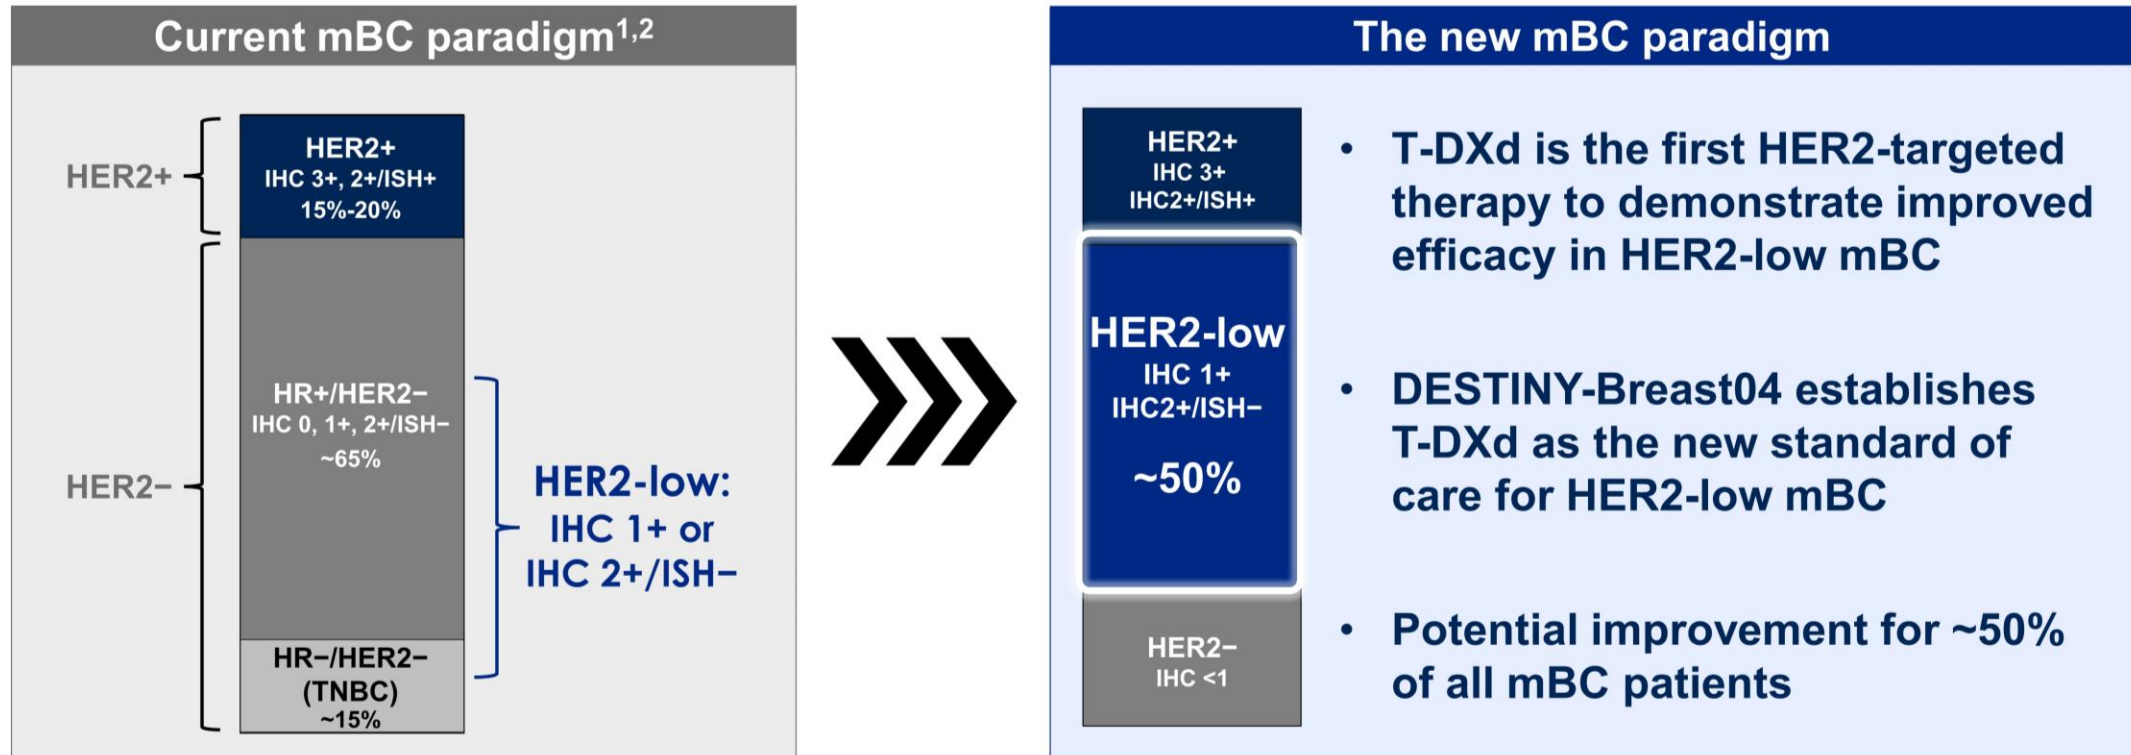 Current mBC paradigm1,2
HER2+
HER2+
IHC 3+, 2+/ISH+
15%-20%
HER2−
HR+/HER2−
IHC 0, 1+, 2+/ISH−
~65%
HER2-low:
IHC 1+ or
IHC 2+/ISH−
HR−/HER2−
(TNBC)
~15%
The new mBC paradigm
HER2+
IHC 3+
IHC2+/ISH+
HER2-low
IHC 1+
IHC2+/ISH−
~50%
HER2−
IHC <1
• T-DXd is the first HER2-targeted
therapy to demonstrate improved
efficacy in HER2-low mBC
• DESTINY-Breast04 establishes
T-DXd as the new standard of
care for HER2-low mBC
• Potential improvement for ~50%
of all mBC patients